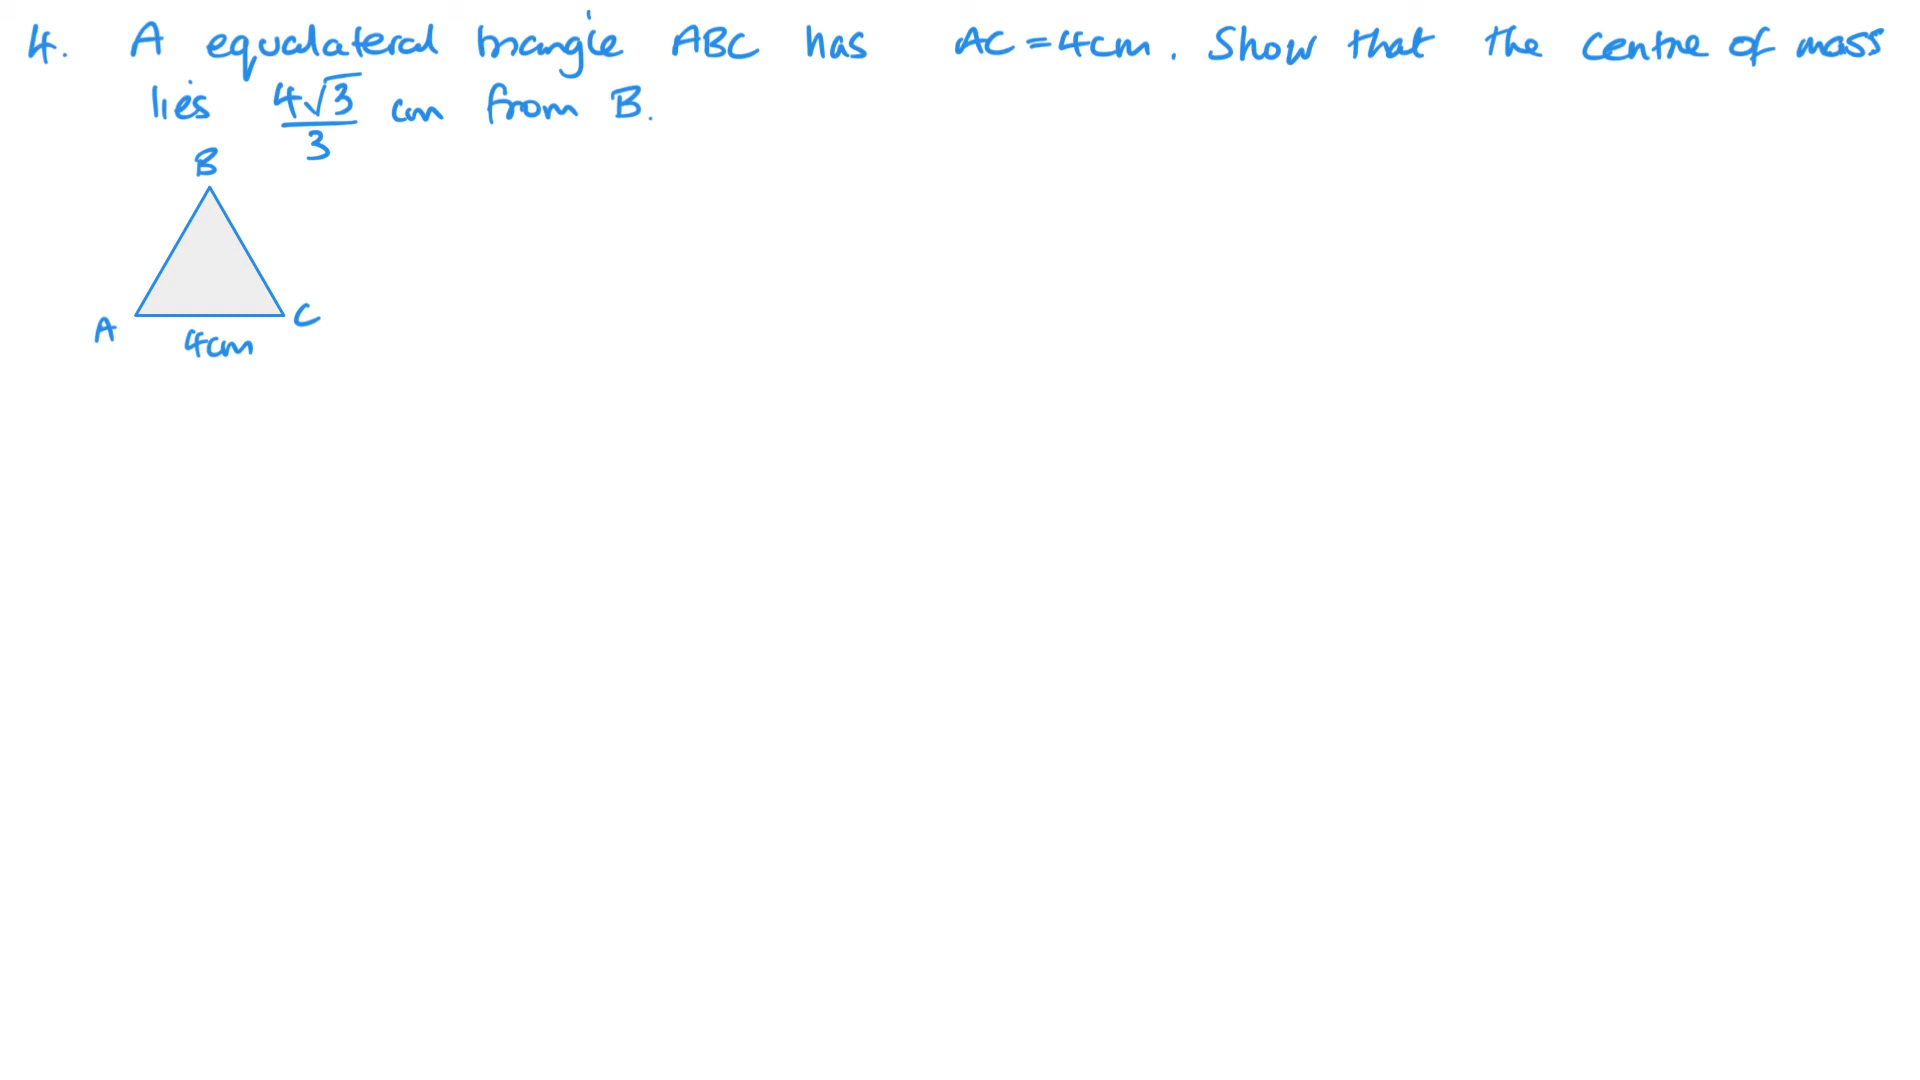 4. A equalateral triangle ABC has AC = 4cm. Show that the centre of mass
lies 4√3/3 cm from B.
B
A
C
4cm